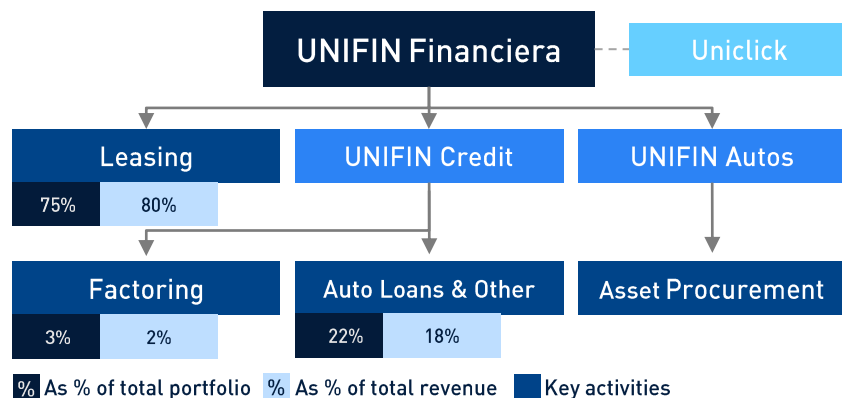 UNIFIN Financiera
Uniclick
Leasing
UNIFIN Credit
UNIFIN Autos
75%
80%
Factoring
Auto Loans & Other
Asset Procurement
3%
2%
22%
18%
% As % of total portfolio
% As % of total revenue
Key activities